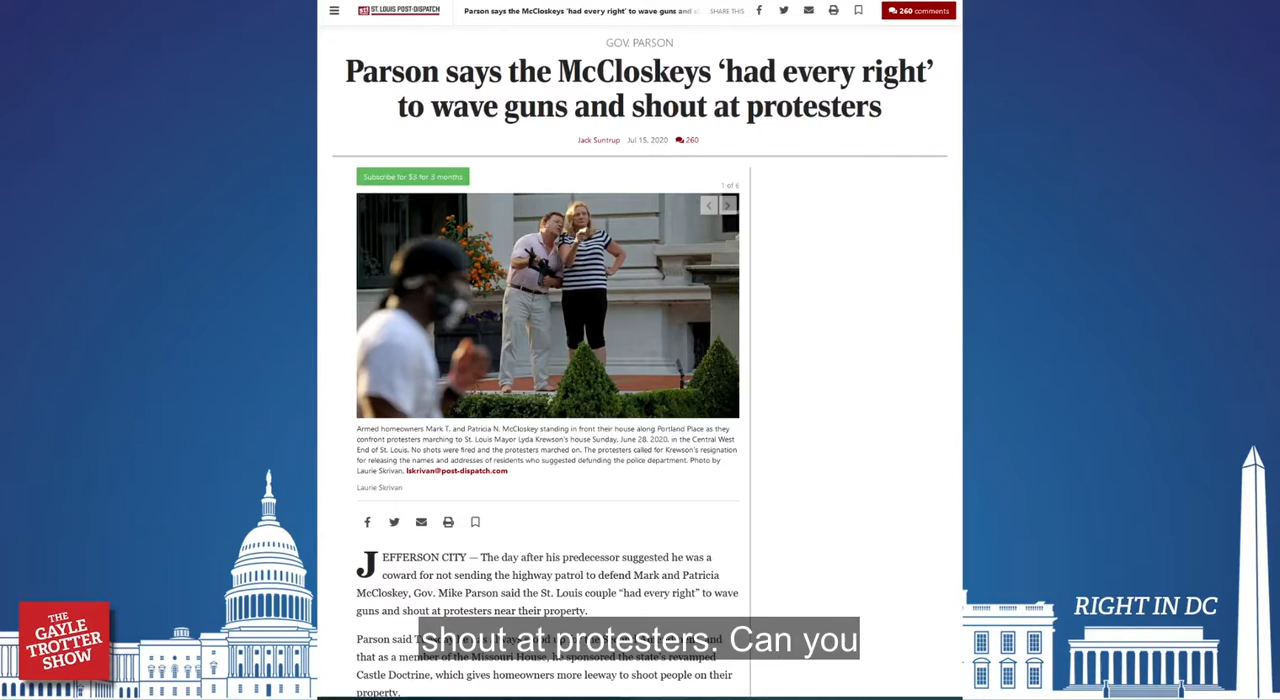 ST. LOUIS POST-DISPATCH
Parson says the McCloskeys 'had every right' to wave guns and
SHARE THIS
260 comments
GOV. PARSON
Parson says the McCloskeys ‘had every right’
to wave guns and shout at protesters
Jack Suntrup Jul 15, 2020 260
Subscribe for $3 for 3 months
1 of 6
Armed homeowners Mark T. and Patricia N. McCloskey standing in front their house along Portland Place as they
confront protesters marching to St. Louis Mayor Lyda Krewson's house Sunday, June 28, 2020, in the Central West
End of St. Louis. No shots were fired and the protesters marched on. The protesters called for Krewson's resignation
for releasing the names and addresses of residents who suggested defunding the police department. Photo by
Laurie Skrivan, lskrivan@post-dispatch.com
Laurie Skrivan
JEFFERSON CITY — The day after his predecessor suggested he was a
coward for not sending the highway patrol to defend Mark and Patricia
McCloskey, Gov. Mike Parson said the St. Louis couple “had every right” to wave
guns and shout at protesters near their property.
Parson said
that as a member of the Missouri House, he sponsored the state's revamped
Castle Doctrine, which gives homeowners more leeway to shoot people on their
property.
shout at protesters. Can you
THE
GAYLE
TROTTER
SHOW
RIGHT IN DC